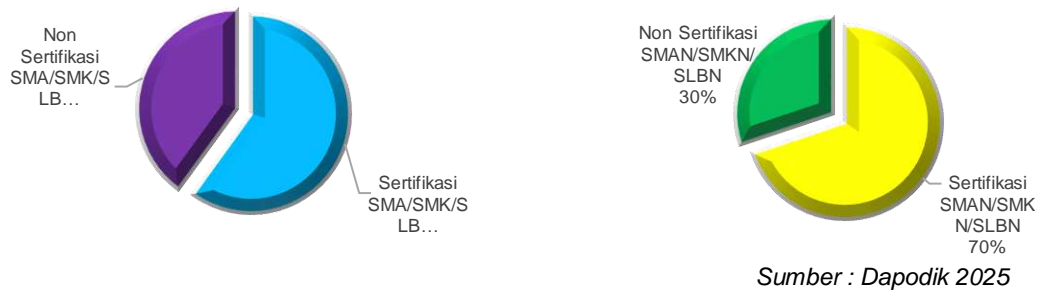 Non
Sertifikasi
SMA/SMK/S
LB…
Sertifikasi
SMA/SMK/S
LB…
Non Sertifikasi
SMAN/SMKN/
SLBN
30%
Sertifikasi
SMAN/SMK
N/SLBN
70%
Sumber : Dapodik 2025